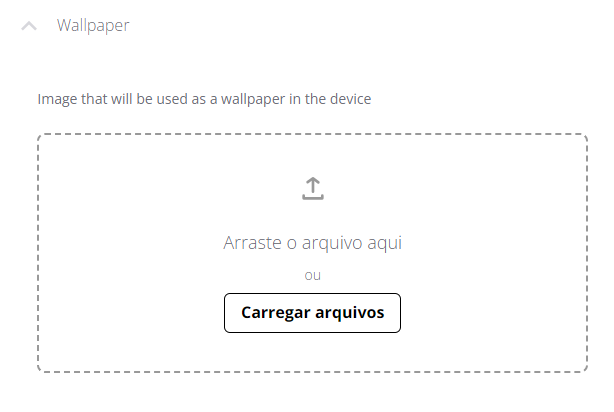 Wallpaper
Image that will be used as a wallpaper in the device
Arraste o arquivo aqui
ou
Carregar arquivos